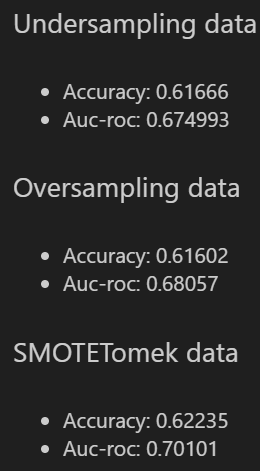 Undersampling data
• Accuracy: 0.61666
• Auc-roc: 0.674993
Oversampling data
• Accuracy: 0.61602
• Auc-roc: 0.68057
SMOTETomek data
• Accuracy: 0.62235
• Auc-roc: 0.70101